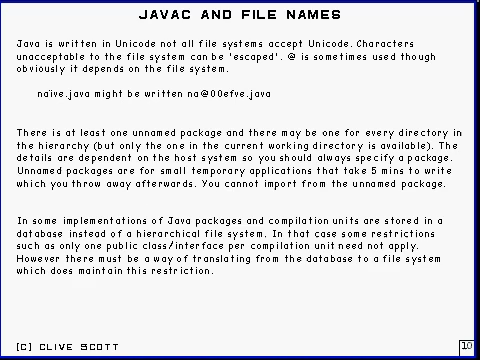 JAVAC AND FILE NAMES
Java is written in Unicode not all file systems accept Unicode. Characters
unacceptable to the file system can be 'escaped'. @ is sometimes used though
obviously it depends on the file system.
naïve.java might be written na@00efve.java
There is at least one unnamed package and there may be one for every directory in
the hierarchy (but only the one in the current working directory is available). The
details are dependent on the host system so you should always specify a package.
Unnamed packages are for small temporary applications that take 5 mins to write
which you throw away afterwards. You cannot import from the unnamed package.
In some implementations of Java packages and compilation units are stored in a
database instead of a hierarchical file system. In that case some restrictions
such as only one public class/interface per compilation unit need not apply.
However there must be a way of translating from the database to a file system
which does maintain this restriction.
[C] CLIVE SCOTT
10